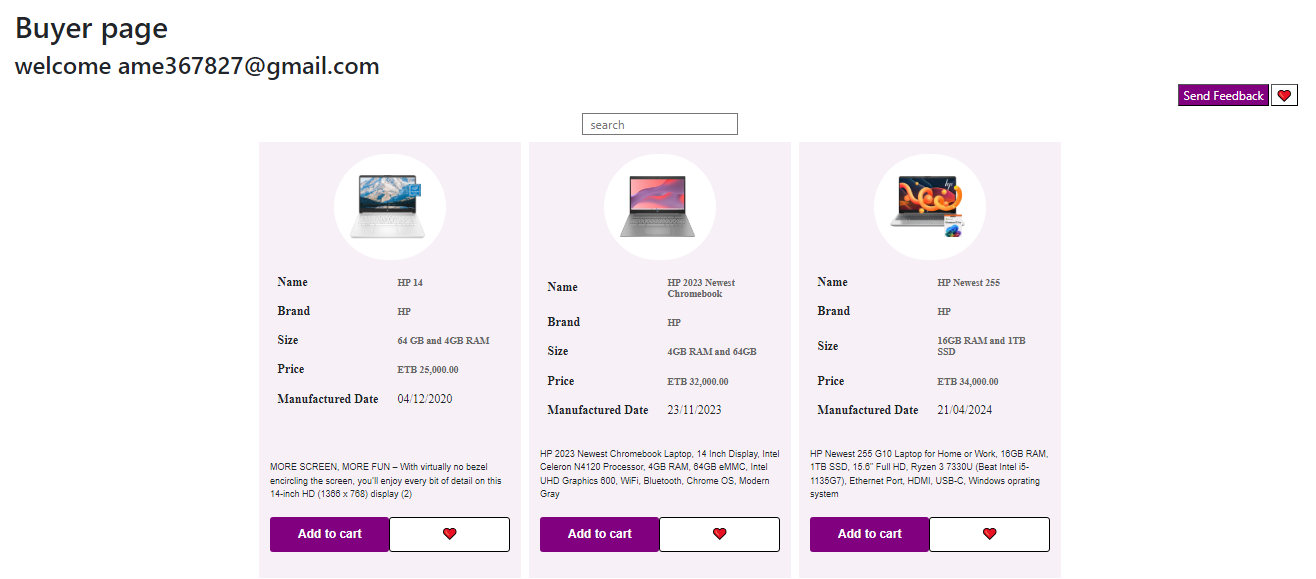 Buyer page
welcome ame367827@gmail.com
Send Feedback
search
Name HP 14
Brand HP
Size 64 GB and 4GB RAM
Price ETB 25,000.00
Manufactured Date 04/12/2020
MORE SCREEN, MORE FUN – With virtually no bezel
encircling the screen, you'll enjoy every bit of detail on this
14-inch HD (1366 x 768) display (2)
Add to cart
Name HP 2023 Newest
Chromebook
Brand HP
Size 4GB RAM and 64GB
Price ETB 32,000.00
Manufactured Date 23/11/2023
HP 2023 Newest Chromebook Laptop, 14 Inch Display, Intel
Celeron N4120 Processor, 4GB RAM, 64GB eMMC, Intel
UHD Graphics 600, WiFi, Bluetooth, Chrome OS, Modern
Gray
Add to cart
hp
Name HP Newest 255
Brand HP
Size 16GB RAM and 1TB
SSD
Price ETB 34,000.00
Manufactured Date 21/04/2024
HP Newest 255 G10 Laptop for Home or Work, 16GB RAM,
1TB SSD, 15.6" Full HD, Ryzen 3 7330U (Beat Intel i5-
1135G7), Ethernet Port, HDMI, USB-C, Windows oprating
system
Add to cart